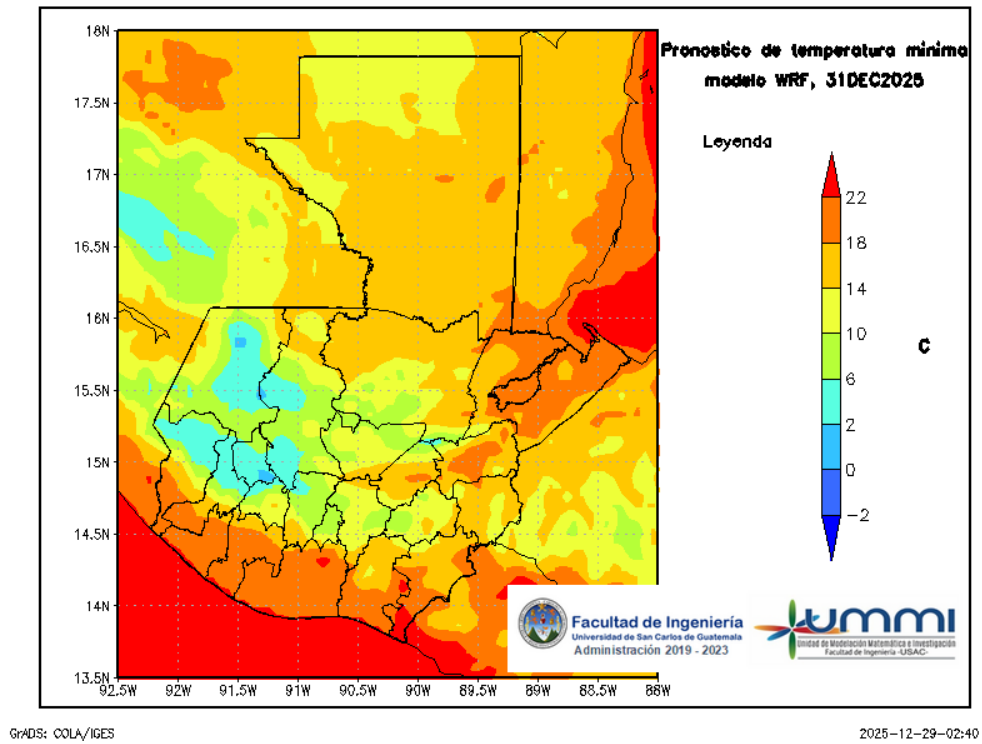 Pronostico de temperatura minima
modelo WRF, 31DEC2025
Leyenda
22
18
14
10
6
2
0
−2
C
18N
17.5N
17N
16.5N
16N
15.5N
15N
14.5N
14N
13.5N
92.5W 92W 91.5W 91W 90.5W 90W 89.5W 89W 88.5W 88W
Facultad de Ingeniería
Universidad de San Carlos de Guatemala
Administración 2019 - 2023
ummi
Unidad de Modelación Matemática e Investigación
Facultad de Ingeniería -USAC-
GrADS: COLA/IGES
2025-12-29-02:40